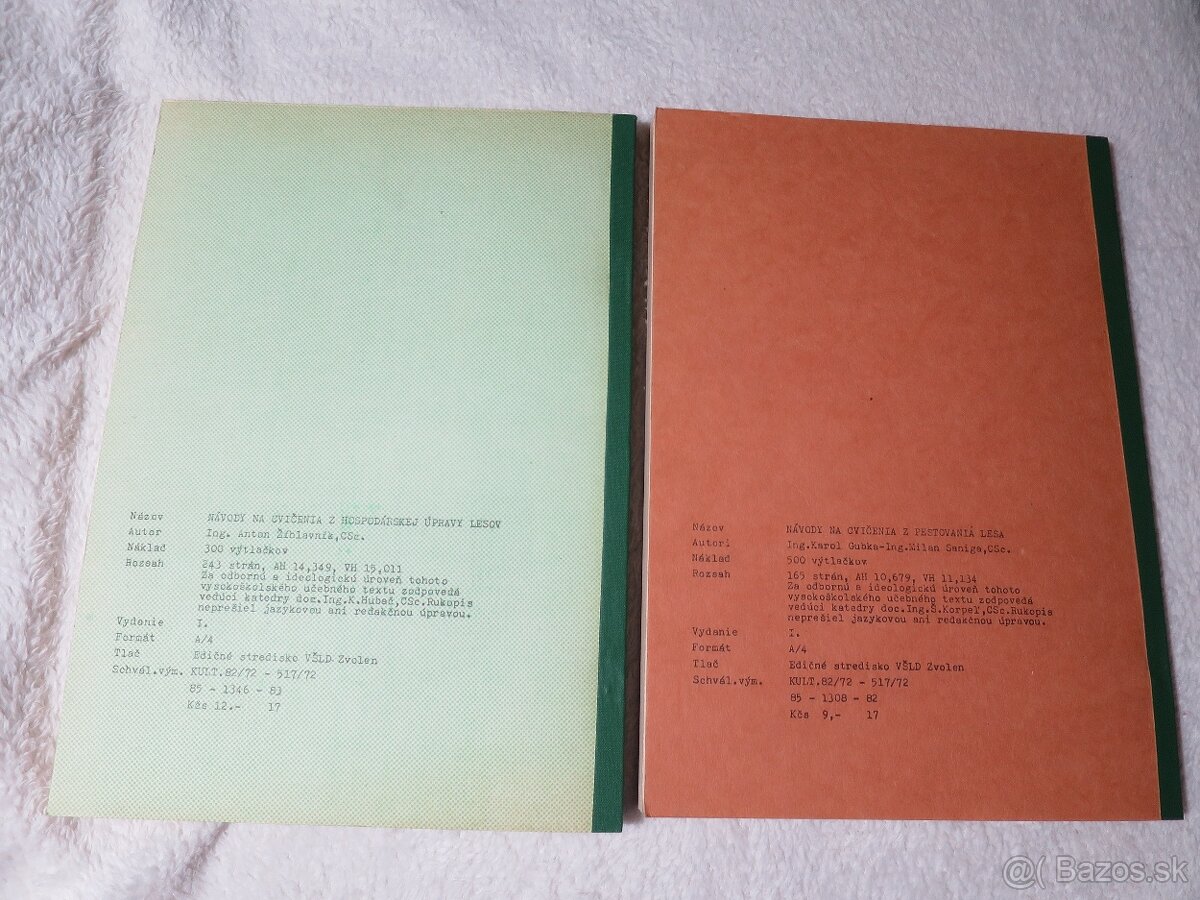 Názov NÁVODY NA CVIČENIA Z HOSPODÁRSKEJ ÚPRAVY LESOV
Autor Ing. Anton Žíhlavník,CSc.
Náklad 300 výtlačkov
Rozsah 243 strán, AH 14,349, VH 15,011
Za odbornú a ideologickú úroveň tohoto
vysokoškolského učebného textu zodpovedá
vedúci katedry doc.Ing.K.Hubač,CSc.Rukopis
neprešiel jazykovou ani redakčnou úpravou.
Vydanie I.
Formát A/4
Tlač Edičné stredisko VŠLD Zvolen
Schvál.vým. KULT.82/72 - 517/72
85 - 1346 - 83
Kčs 12.- 17
Názov NÁVODY NA CVIČENIA Z PESTOVANIÁ LESA
Autori Ing.Karol Gubka-Ing.Milan Saniga,CSc.
Náklad 500 výtlačkov
Rozsah 165 strán, AH 10,679, VH 11,134
Za odbornú a ideologickú úroveň tohoto
vysokoškolského učebného textu zodpovedá
vedúci katedry doc.Ing.Š.Korpeľ,CSc.Rukopis
neprešiel jazykovou ani redakčnou úpravou.
Vydanie I.
Formát A/4
Tlač Edičné stredisko VŠLD Zvolen
Schvál.vým. KULT.82/72 - 517/72
85 - 1308 - 82
Kčs 9,- 17
@( Bazos.sk